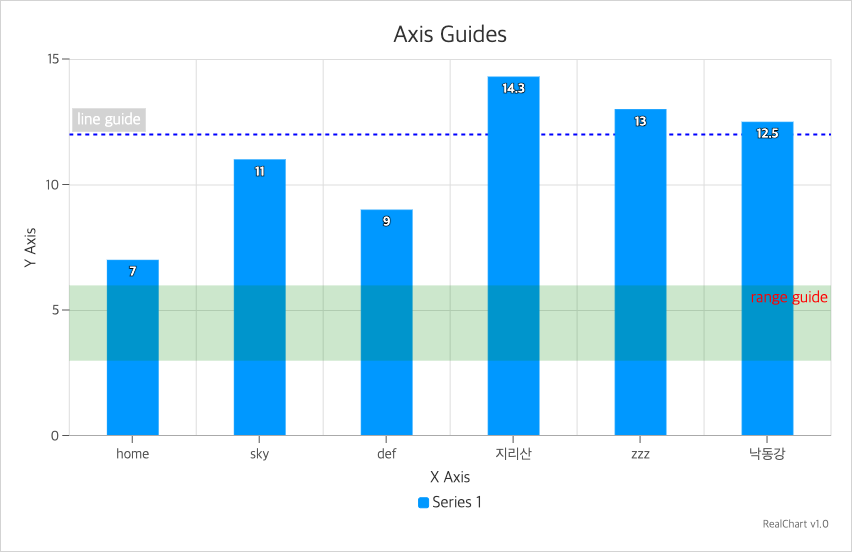 Axis Guides
15
14.3
line guide
13
12.5
11
10
9
Y Axis
7
range guide
5
0
home sky def 지리산 zzz 낙동강
X Axis
Series 1
RealChart v1.0